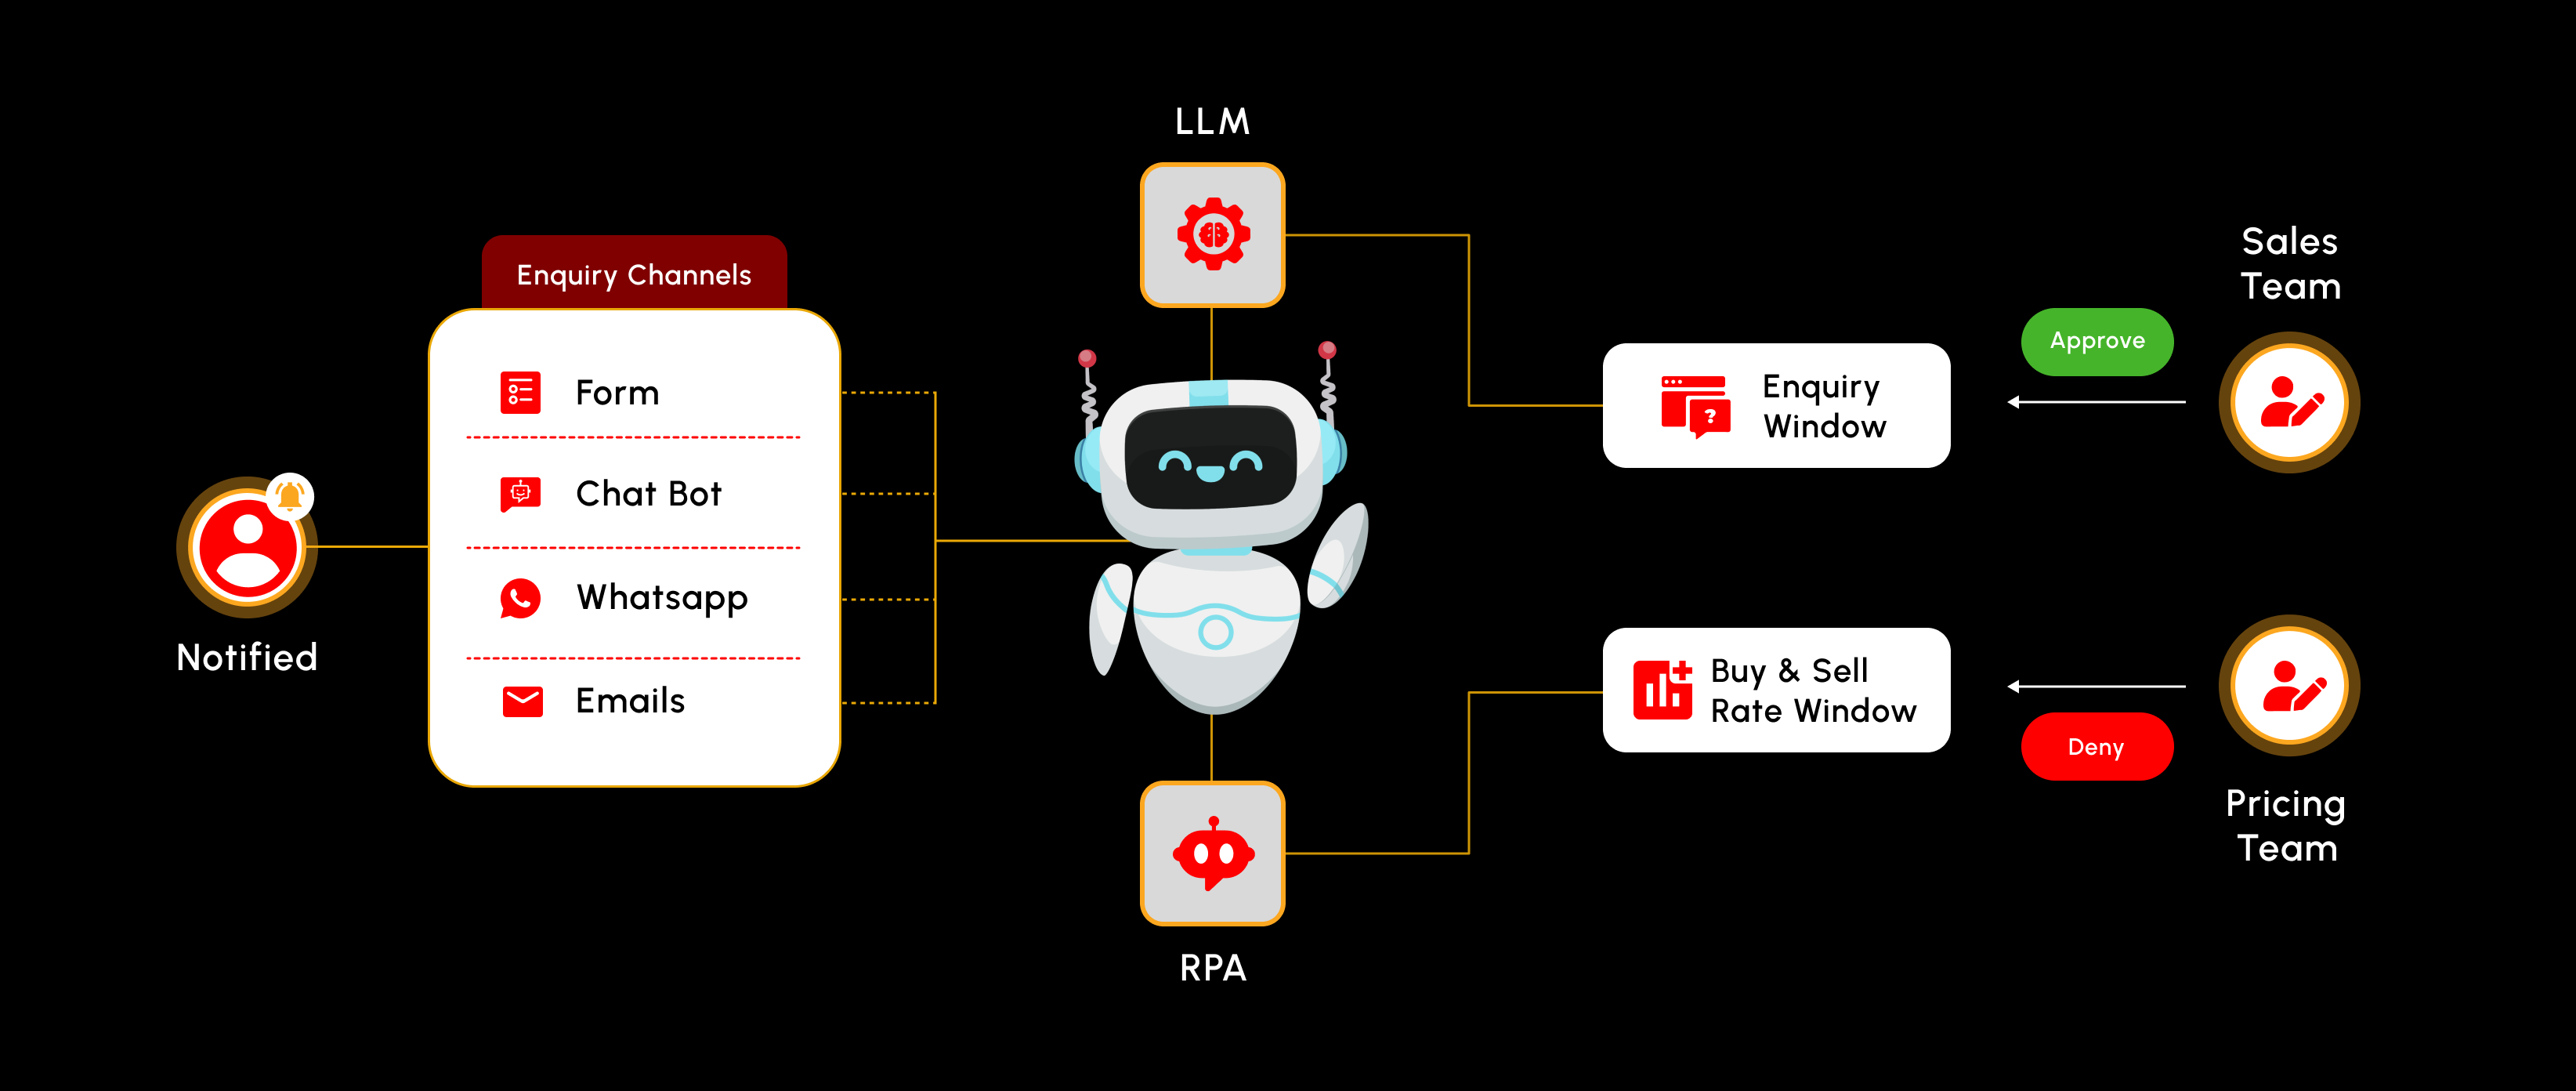 Notified
Enquiry Channels
Form
Chat Bot
Whatsapp
Emails
LLM
RPA
Enquiry
Window
Buy & Sell
Rate Window
Approve
Deny
Sales
Team
Pricing
Team